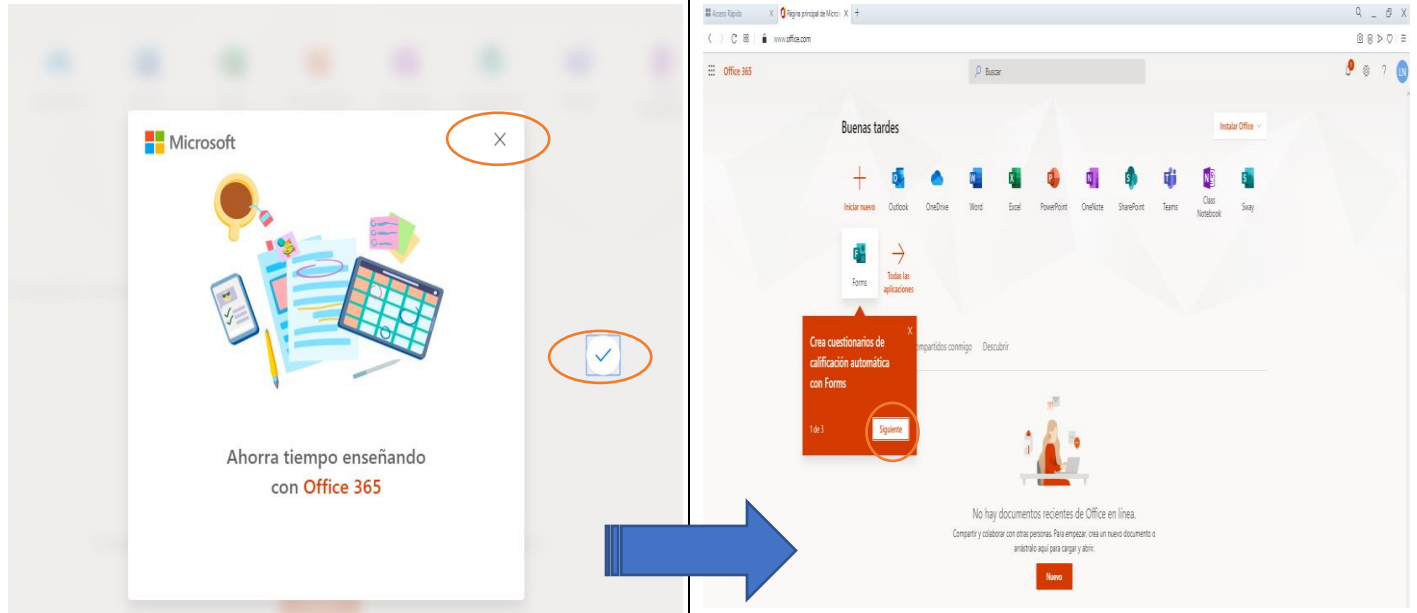 Microsoft
Ahorra tiempo enseñando
con Office 365
Acceso Rápido
Página principal de Micros
www.office.com
Office 365
Buscar
LN
Buenas tardes
Instalar Office
Iniciar nuevo
Outlook
OneDrive
Word
Excel
PowerPoint
OneNote
SharePoint
Teams
Class
Notebook
Sway
Forms
Todas las
aplicaciones
Crea cuestionarios de
calificación automática
con Forms
1 de 3
Siguiente
ompartidos conmigo
Descubrir
No hay documentos recientes de Office en línea.
Compartir y colaborar con otras personas. Para empezar, crea un nuevo documento o
arrástralo aquí para cargar y abrir.
Nuevo